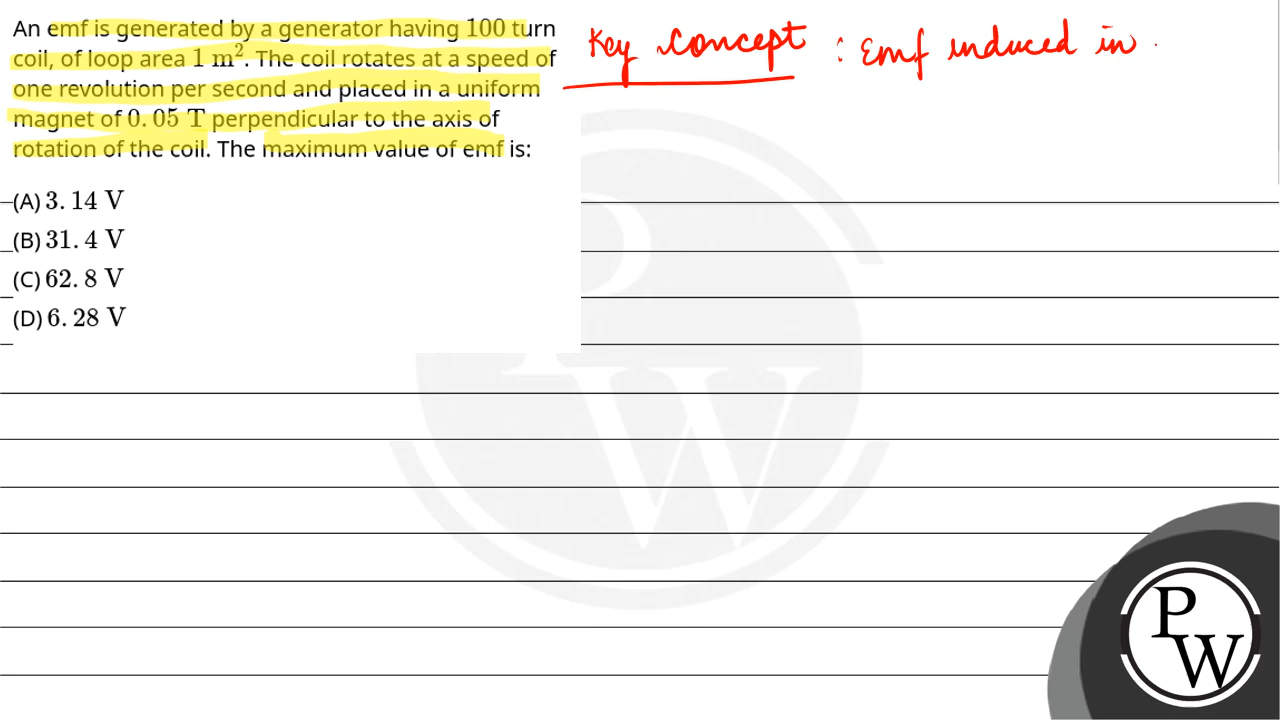 An emf is generated by a generator having 100 turn
coil, of loop area 1 m². The coil rotates at a speed of
one revolution per second and placed in a uniform
magnet of 0.05 T perpendicular to the axis of
rotation of the coil. The maximum value of emf is:
(A) 3.14 V
(B) 31.4 V
(C) 62.8 V
(D) 6.28 V
Key concept : Emf induced in
P
W
P
W